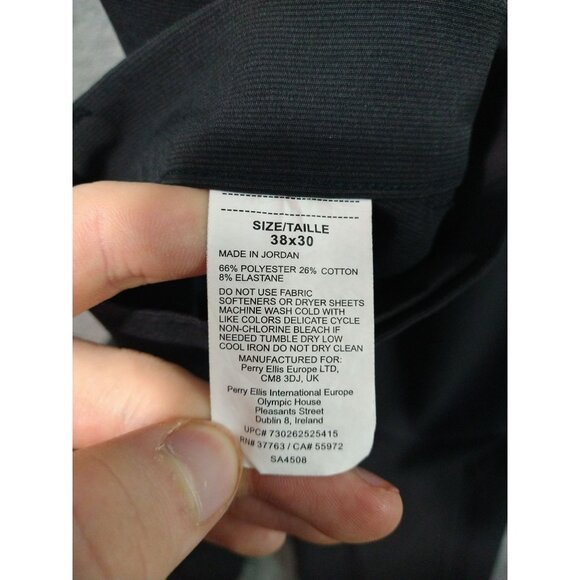 SIZE/TAILLE
38x30
MADE IN JORDAN
66% POLYESTER 26% COTTON
8% ELASTANE
DO NOT USE FABRIC
SOFTENERS OR DRYER SHEETS
MACHINE WASH COLD WITH
LIKE COLORS DELICATE CYCLE
NON-CHLORINE BLEACH IF
NEEDED TUMBLE DRY LOW
COOL IRON DO NOT DRY CLEAN
MANUFACTURED FOR:
Perry Ellis Europe LTD,
CM8 3DJ, UK
Perry Ellis International Europe
Olympic House
Pleasants Street
Dublin 8, Ireland
UPC# 730262525415
RN# 37763 / CA# 55972
SA4508